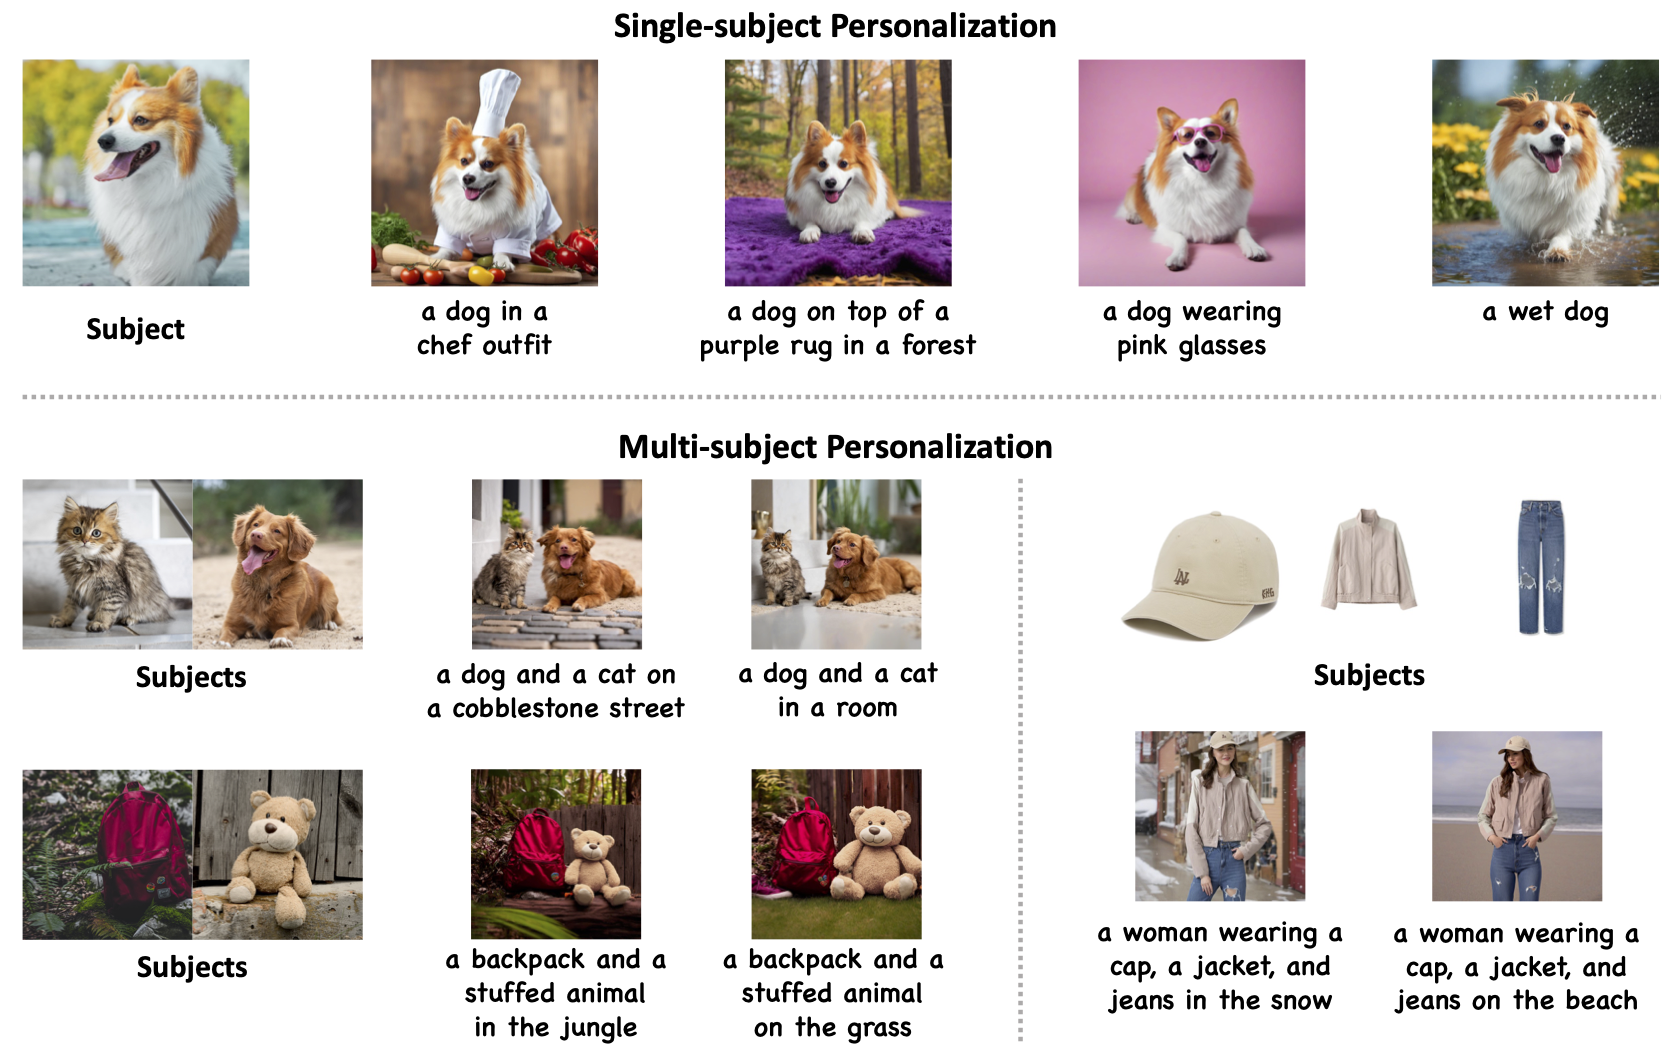 Single-subject Personalization
Subject
a dog in a
chef outfit
a dog on top of a
purple rug in a forest
a dog wearing
pink glasses
a wet dog
Multi-subject Personalization
Subjects
a dog and a cat on
a cobblestone street
a dog and a cat
in a room
Subjects
a backpack and a
stuffed animal
in the jungle
a backpack and a
stuffed animal
on the grass
Subjects
a woman wearing a
cap, a jacket, and
jeans in the snow
a woman wearing a
cap, a jacket, and
jeans on the beach